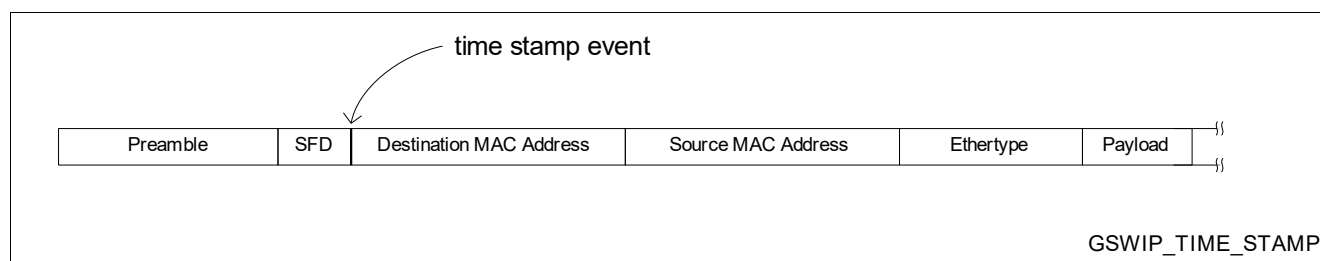 time stamp event
Preamble SFD Destination MAC Address Source MAC Address Ethertype Payload
GSWIP_TIME_STAMP